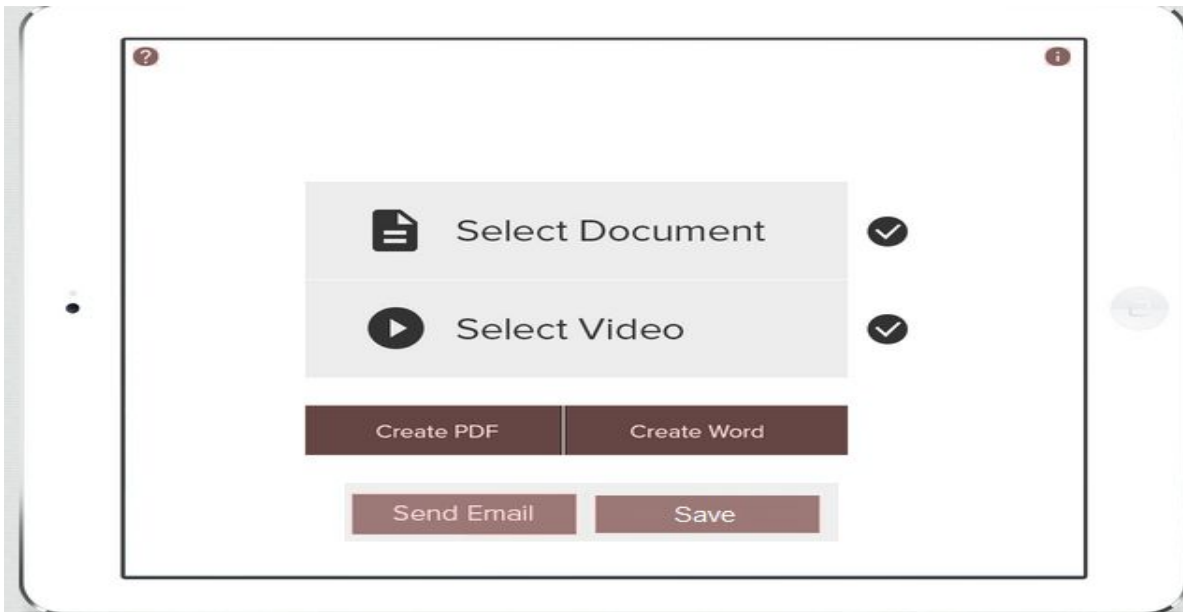 ?
i
Select Document
Select Video
Create PDF
Create Word
Send Email
Save